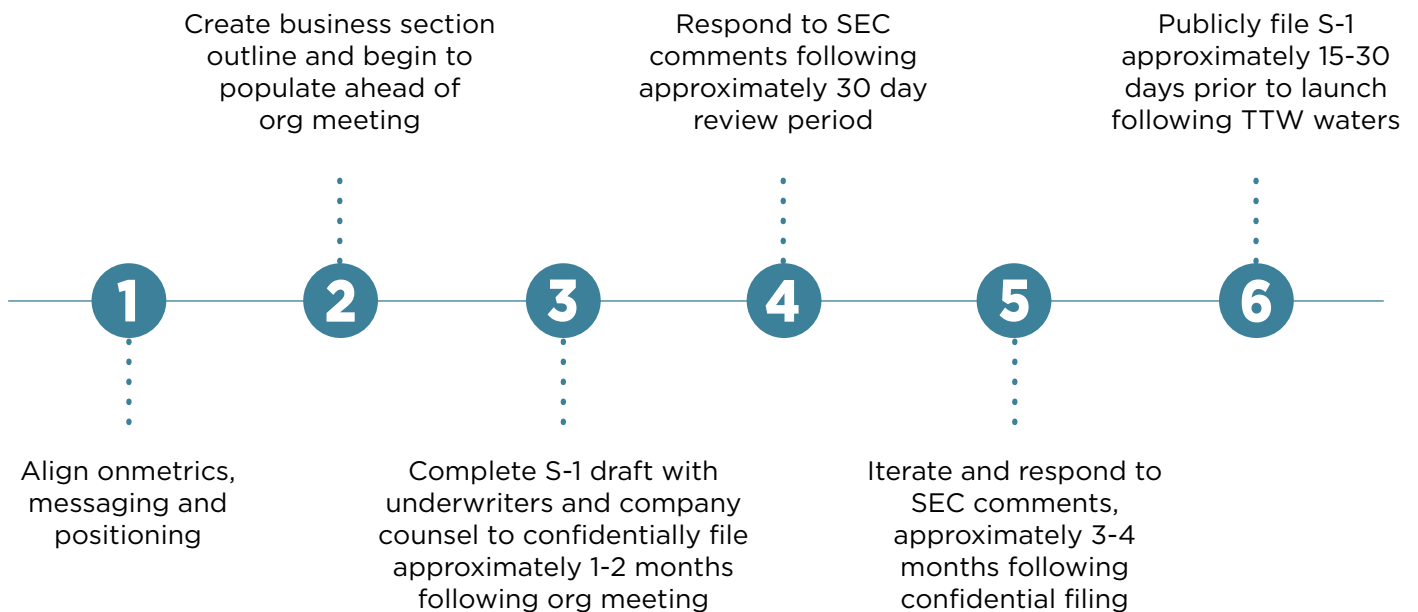 1
Align onmetrics,
messaging and
positioning
2
Create business section
outline and begin to
populate ahead of
org meeting
3
Complete S-1 draft with
underwriters and company
counsel to confidentially file
approximately 1-2 months
following org meeting
4
Respond to SEC
comments following
approximately 30 day
review period
5
Iterate and respond to
SEC comments,
approximately 3-4
months following
confidential filing
6
Publicly file S-1
approximately 15-30
days prior to launch
following TTW waters